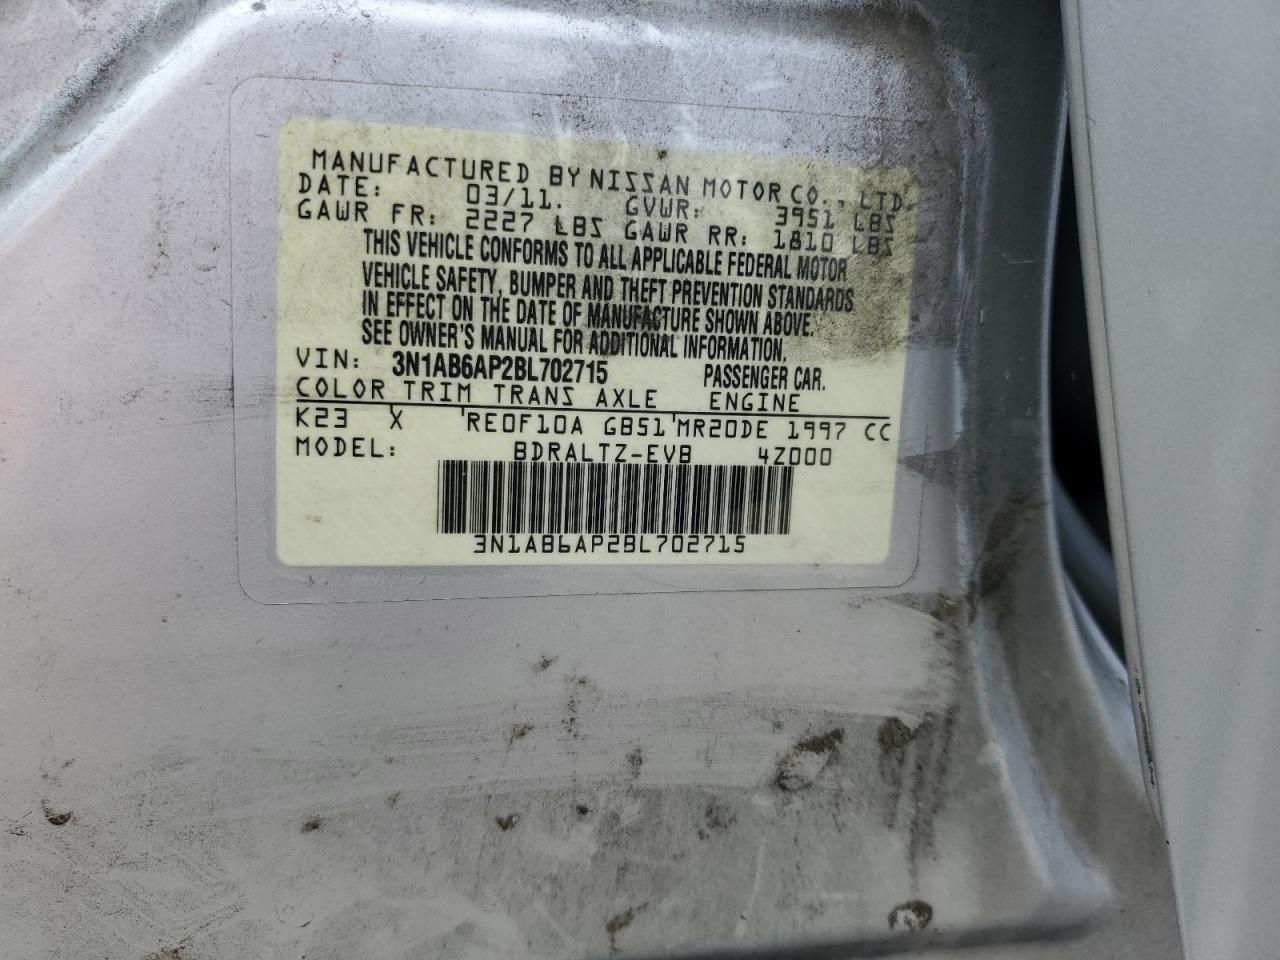 MANUFACTURED BY NISSAN MOTOR CO., LTD.
DATE: 03/11. GVWR: 3951 LBS
GAWR FR: 2227 LBS GAWR RR: 1810 LBS
THIS VEHICLE CONFORMS TO ALL APPLICABLE FEDERAL MOTOR
VEHICLE SAFETY, BUMPER AND THEFT PREVENTION STANDARDS
IN EFFECT ON THE DATE OF MANUFACTURE SHOWN ABOVE.
SEE OWNER'S MANUAL FOR ADDITIONAL INFORMATION.
VIN: 3N1AB6AP2BL702715 PASSENGER CAR.
COLOR TRIM TRANS AXLE ENGINE
K23 X 'RE0F10A GB51'MR20DE 1997 CC
MODEL: BDRALTZ-EVB 4Z000
3N1AB6AP2BL702715